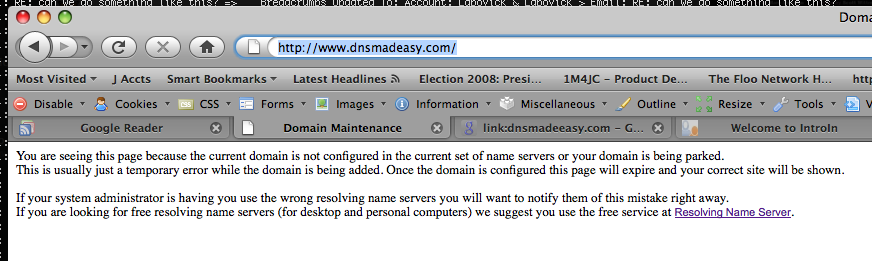 RE: can we do something like this? => Breadcrumbs Updated To: Account: Labovick & Labovick > Email: RE: can we do something like this?
Doma
http://www.dnsmadeasy.com/
Most Visited J Accts Smart Bookmarks Latest Headlines Election 2008: Presi... 1M4JC – Product De... The Floo Network H... htt
Disable Cookies CSS Forms Images Information Miscellaneous Outline Resize Tools V
Google Reader Domain Maintenance link:dnsmadeeasy.com – G... Welcome to IntroIn
You are seeing this page because the current domain is not configured in the current set of name servers or your domain is being parked.
This is usually just a temporary error while the domain is being added. Once the domain is configured this page will expire and your correct site will be shown.
If your system administrator is having you use the wrong resolving name servers you will want to notify them of this mistake right away.
If you are looking for free resolving name servers (for desktop and personal computers) we suggest you use the free service at Resolving Name Server.